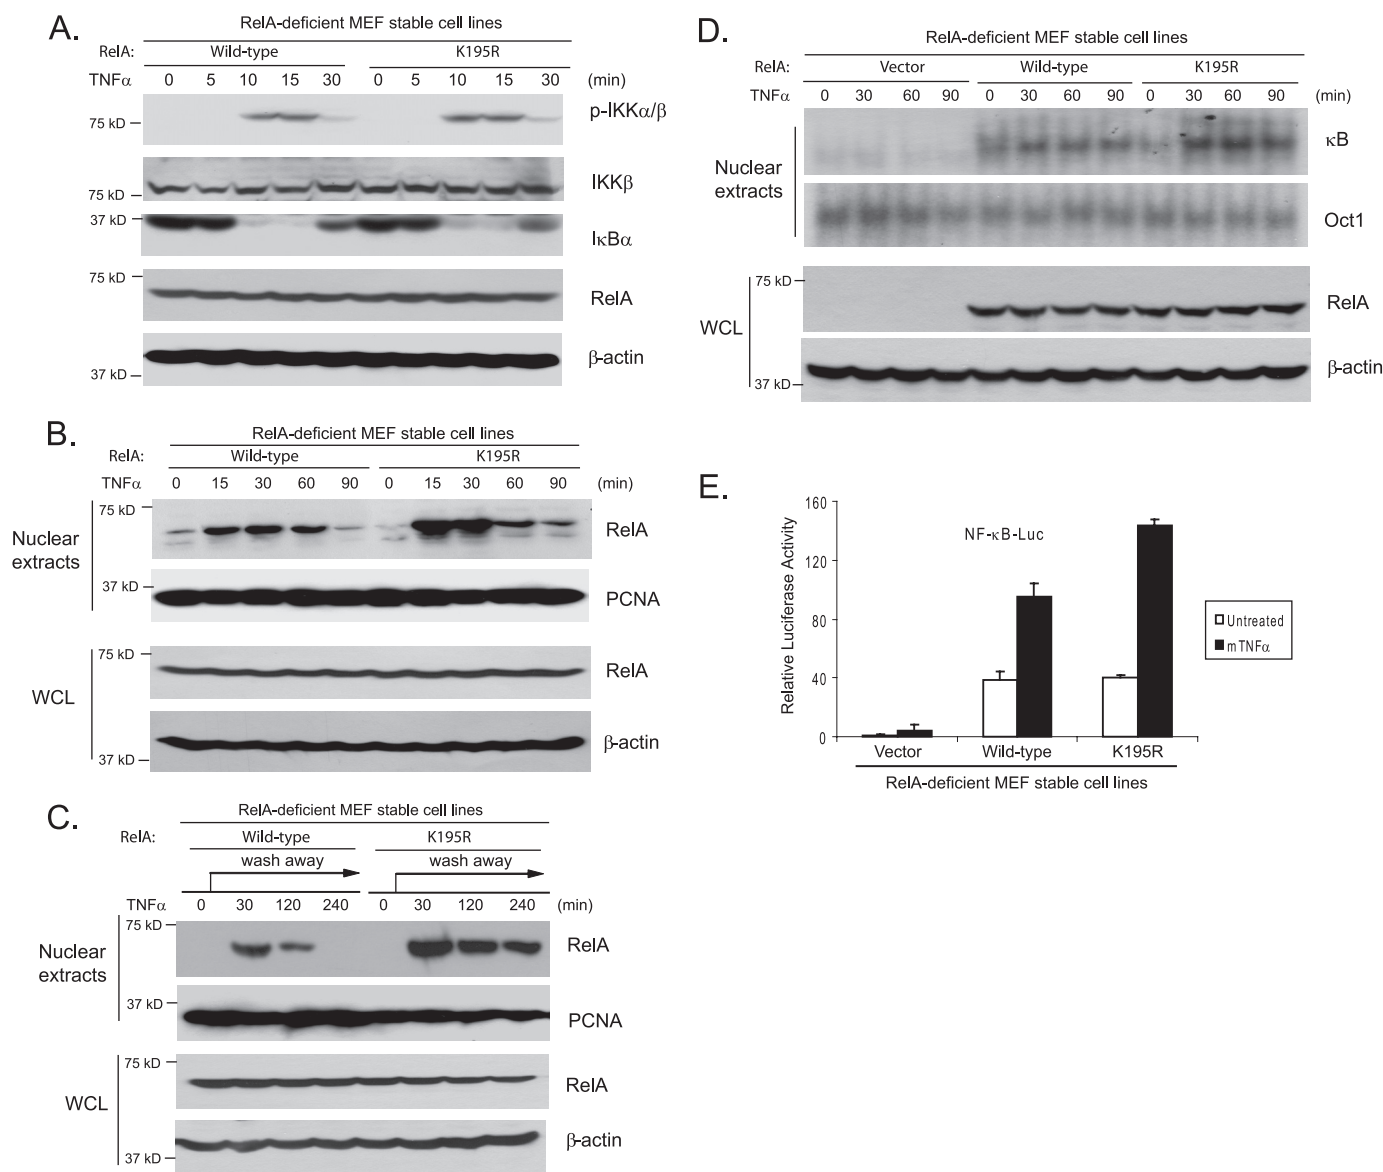 A.
RelA-deficient MEF stable cell lines
RelA: Wild-type K195R
TNFα 0 5 10 15 30 0 5 10 15 30 (min)
p-IKKα/β
75 kD
IKKβ
75 kD
37 kD
IκBα
75 kD
RelA
β-actin
37 kD
B.
RelA-deficient MEF stable cell lines
RelA: Wild-type K195R
TNFα 0 15 30 60 90 0 15 30 60 90 (min)
75 kD
RelA
Nuclear
extracts
37 kD
PCNA
75 kD
RelA
WCL
β-actin
37 kD
C.
RelA-deficient MEF stable cell lines
RelA: Wild-type K195R
wash away wash away
TNFα 0 30 120 240 0 30 120 240 (min)
75 kD
RelA
Nuclear
extracts
37 kD
PCNA
75 kD
RelA
WCL
β-actin
37 kD
D.
RelA-deficient MEF stable cell lines
RelA: Vector Wild-type K195R
TNFα 0 30 60 90 0 30 60 90 0 30 60 90 (min)
κB
Nuclear
extracts
Oct1
75 kD
RelA
WCL
β-actin
37 kD
E.
160
NF-κB-Luc
120
80
40
0
Relative Luciferase Activity
Untreated
mTNFα
Vector Wild-type K195R
RelA-deficient MEF stable cell lines